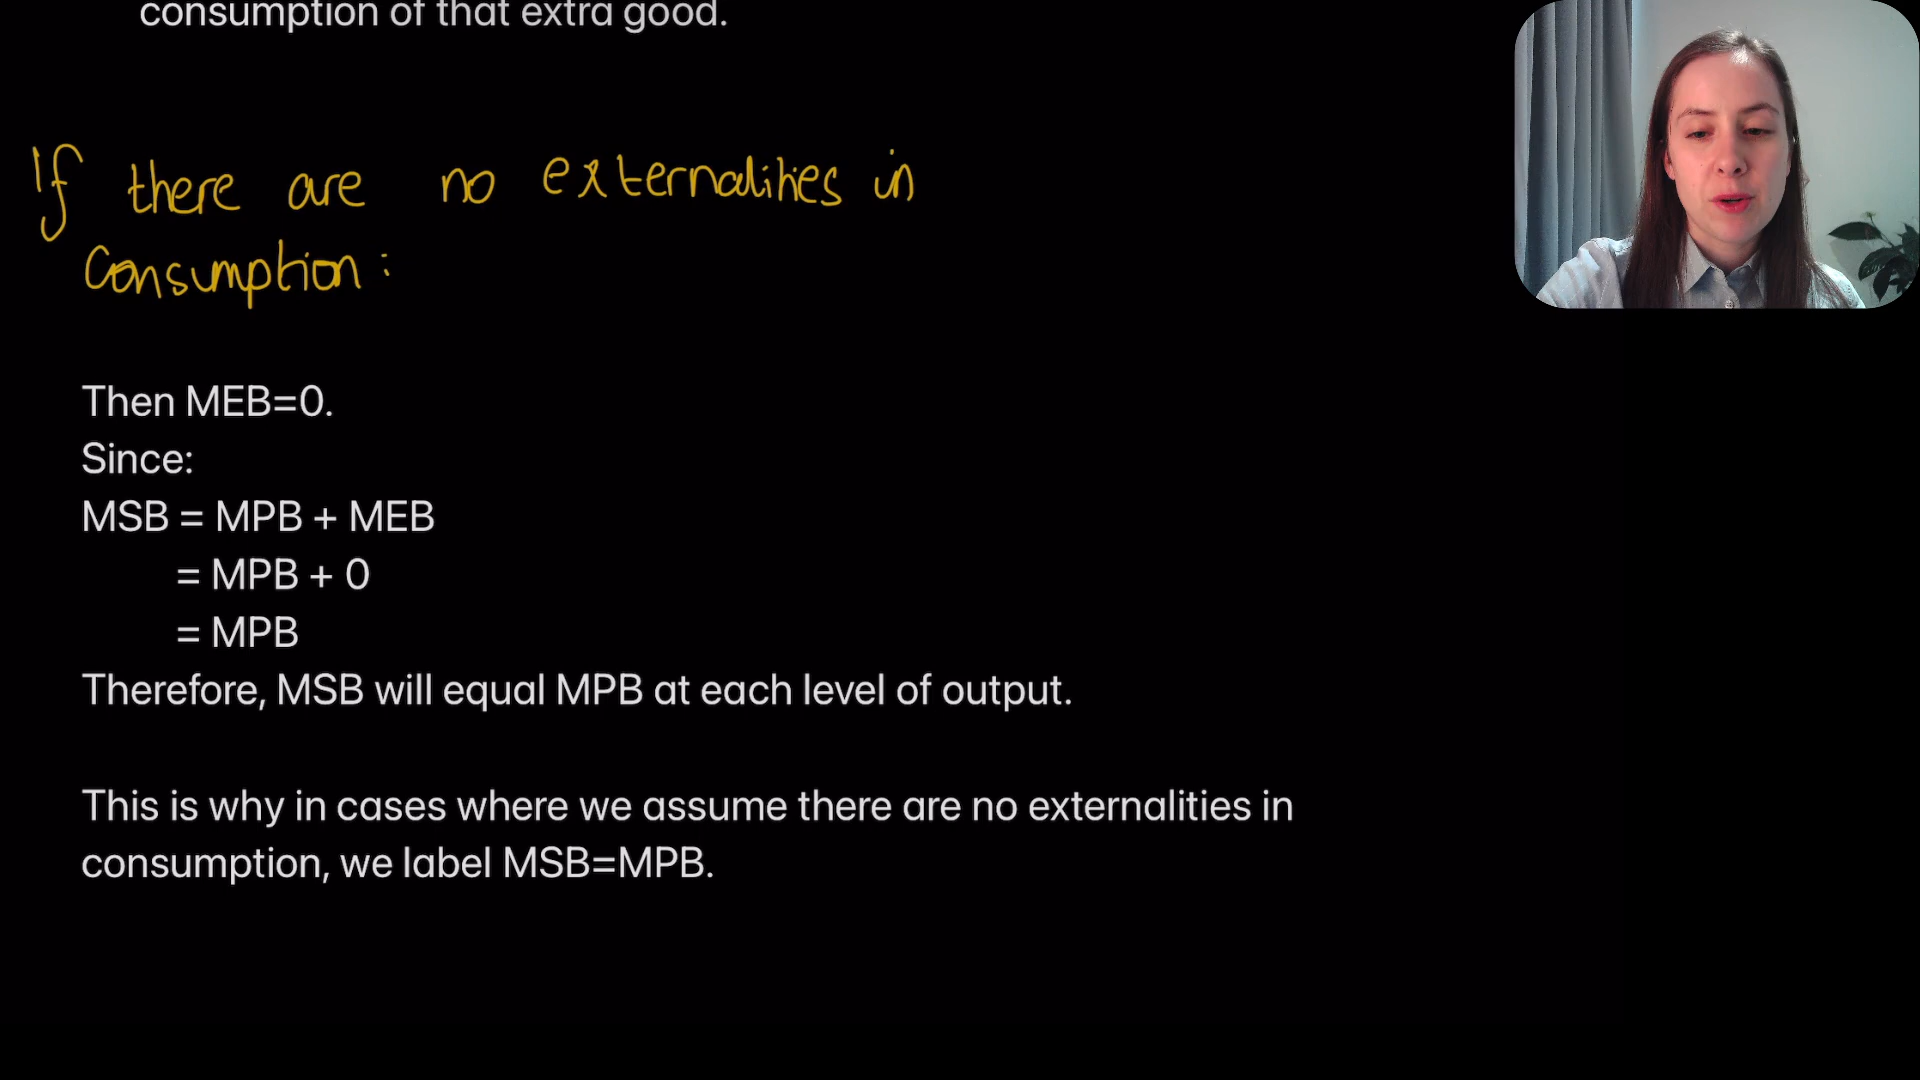 consumption of that extra good.
If there are no externalities in
Consumption:
Then MEB=0.
Since:
MSB = MPB + MEB
= MPB + 0
= MPB
Therefore, MSB will equal MPB at each level of output.
This is why in cases where we assume there are no externalities in
consumption, we label MSB=MPB.